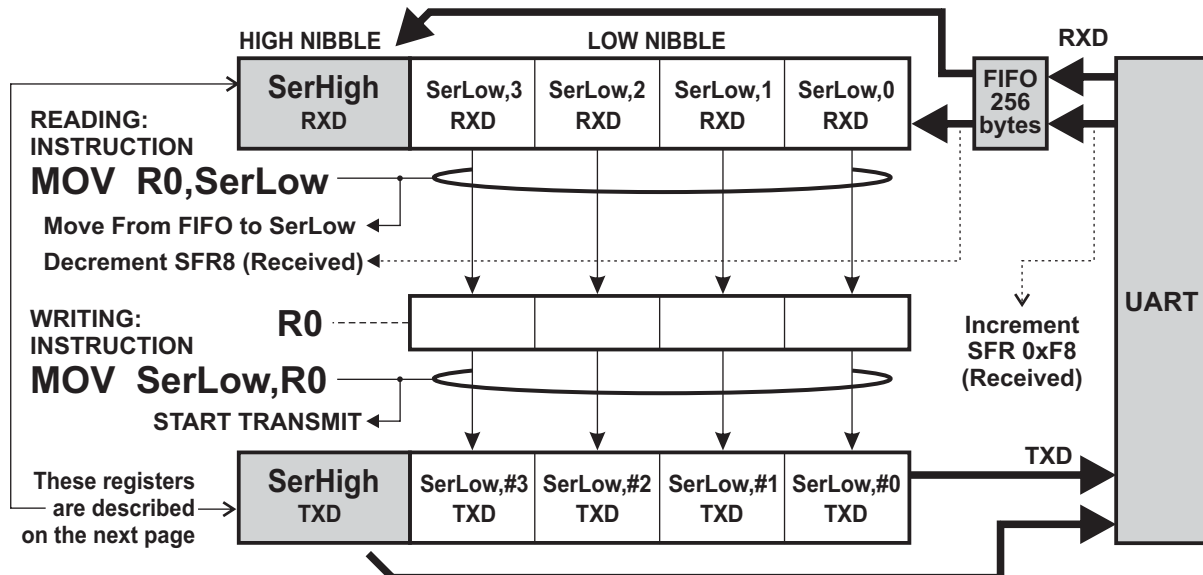 HIGH NIBBLE
LOW NIBBLE
RXD
SerHigh
RXD
SerLow,3
RXD
SerLow,2
RXD
SerLow,1
RXD
SerLow,0
RXD
FIFO
256
bytes
UART
READING:
INSTRUCTION
MOV R0,SerLow
Move From FIFO to SerLow
Decrement SFR8 (Received)
WRITING:
INSTRUCTION
R0
MOV SerLow,R0
START TRANSMIT
Increment
SFR 0xF8
(Received)
These registers
are described
on the next page
SerHigh
TXD
SerLow,#3
TXD
SerLow,#2
TXD
SerLow,#1
TXD
SerLow,#0
TXD
TXD